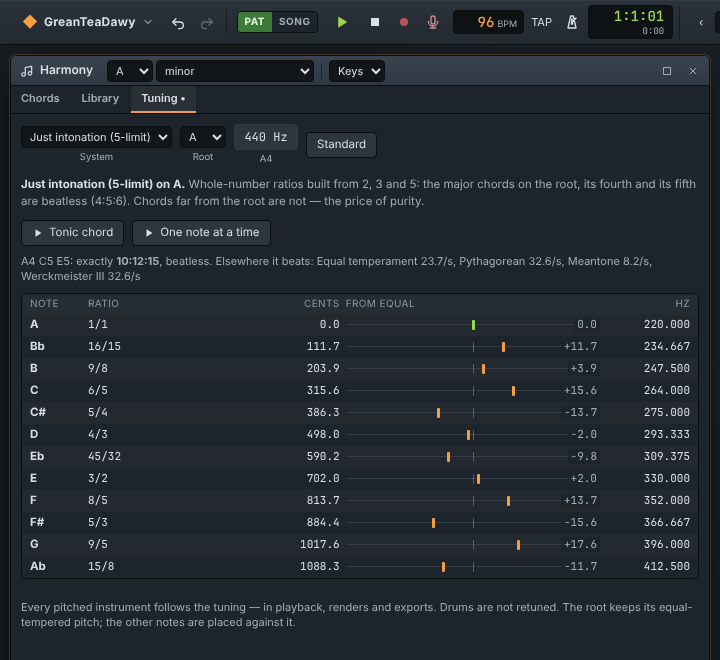 GreanTeaDawy
PAT SONG
96 BPM
TAP
1:1:01
0:00
Harmony
A
minor
Keys
Chords
Library
Tuning •
Just intonation (5-limit)
A
440 Hz
Standard
System
Root
A4
Just intonation (5-limit) on A. Whole-number ratios built from 2, 3 and 5: the major chords on the root, its fourth and its fifth
are beatless (4:5:6). Chords far from the root are not — the price of purity.
Tonic chord
One note at a time
A4 C5 E5: exactly 10:12:15, beatless. Elsewhere it beats: Equal temperament 23.7/s, Pythagorean 32.6/s, Meantone 8.2/s,
Werckmeister III 32.6/s
NOTE RATIO CENTS FROM EQUAL HZ
A 1/1 0.0 0.0 220.000
Bb 16/15 111.7 +11.7 234.667
B 9/8 203.9 +3.9 247.500
C 6/5 315.6 +15.6 264.000
C# 5/4 386.3 -13.7 275.000
D 4/3 498.0 -2.0 293.333
Eb 45/32 590.2 -9.8 309.375
E 3/2 702.0 +2.0 330.000
F 8/5 813.7 +13.7 352.000
F# 5/3 884.4 -15.6 366.667
G 9/5 1017.6 +17.6 396.000
Ab 15/8 1088.3 -11.7 412.500
Every pitched instrument follows the tuning — in playback, renders and exports. Drums are not retuned. The root keeps its equal-
tempered pitch; the other notes are placed against it.